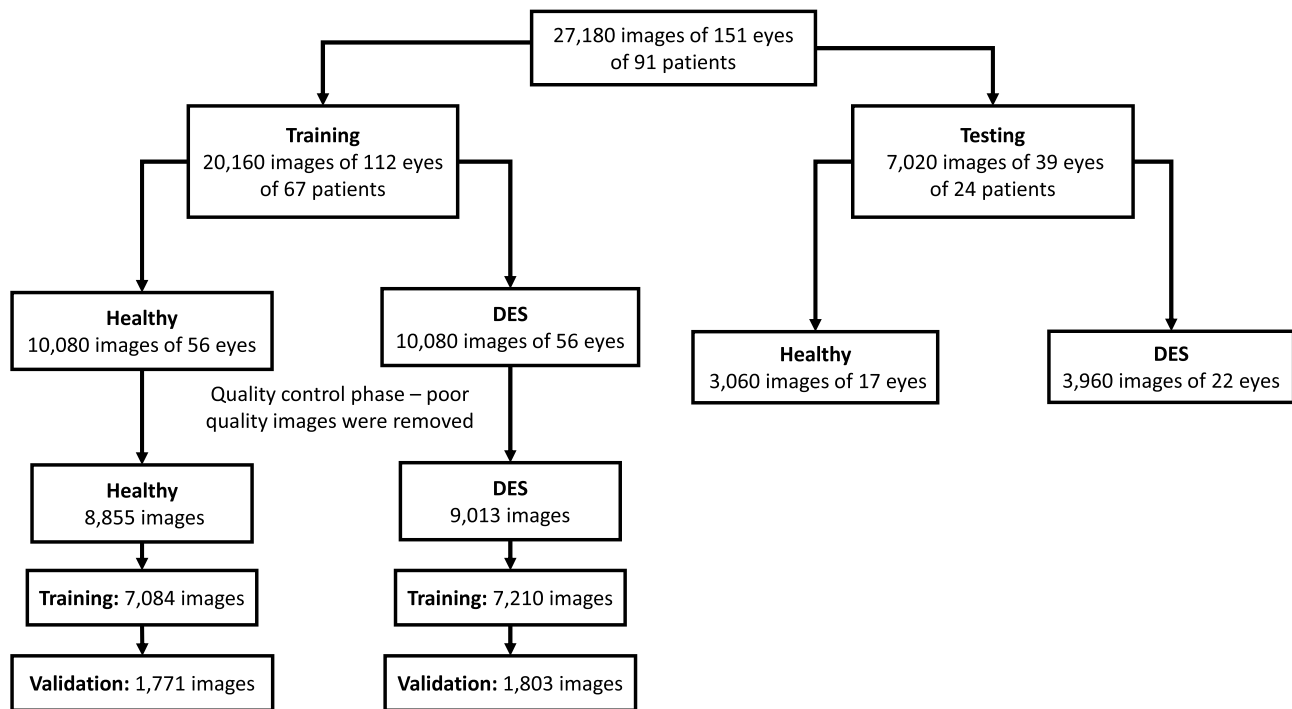 27,180 images of 151 eyes
of 91 patients
Training
20,160 images of 112 eyes
of 67 patients
Testing
7,020 images of 39 eyes
of 24 patients
Healthy
10,080 images of 56 eyes
DES
10,080 images of 56 eyes
Healthy
3,060 images of 17 eyes
DES
3,960 images of 22 eyes
Quality control phase – poor
quality images were removed
Healthy
8,855 images
DES
9,013 images
Training: 7,084 images
Training: 7,210 images
Validation: 1,771 images
Validation: 1,803 images